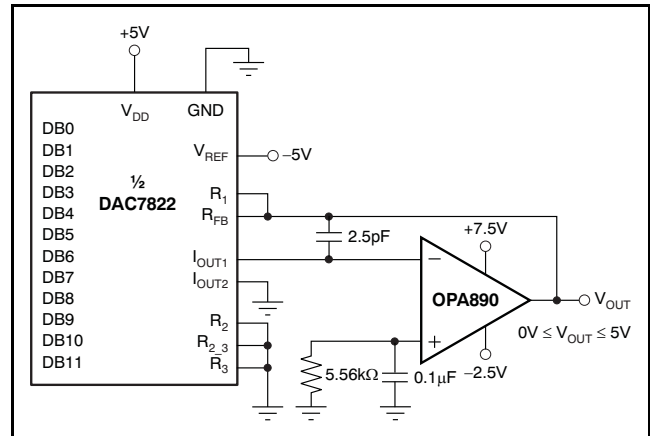 +5V
V_DD GND
DB0
DB1
DB2
DB3
DB4
DB5
DB6
DB7
DB8
DB9
DB10
DB11
½
DAC7822
V_REF
−5V
R_1
R_FB
I_OUT1
I_OUT2
R_2
R_2_3
R_3
2.5pF
+7.5V
−
OPA890
+
−2.5V
V_OUT
0V ≤ V_OUT ≤ 5V
5.56kΩ
0.1μF